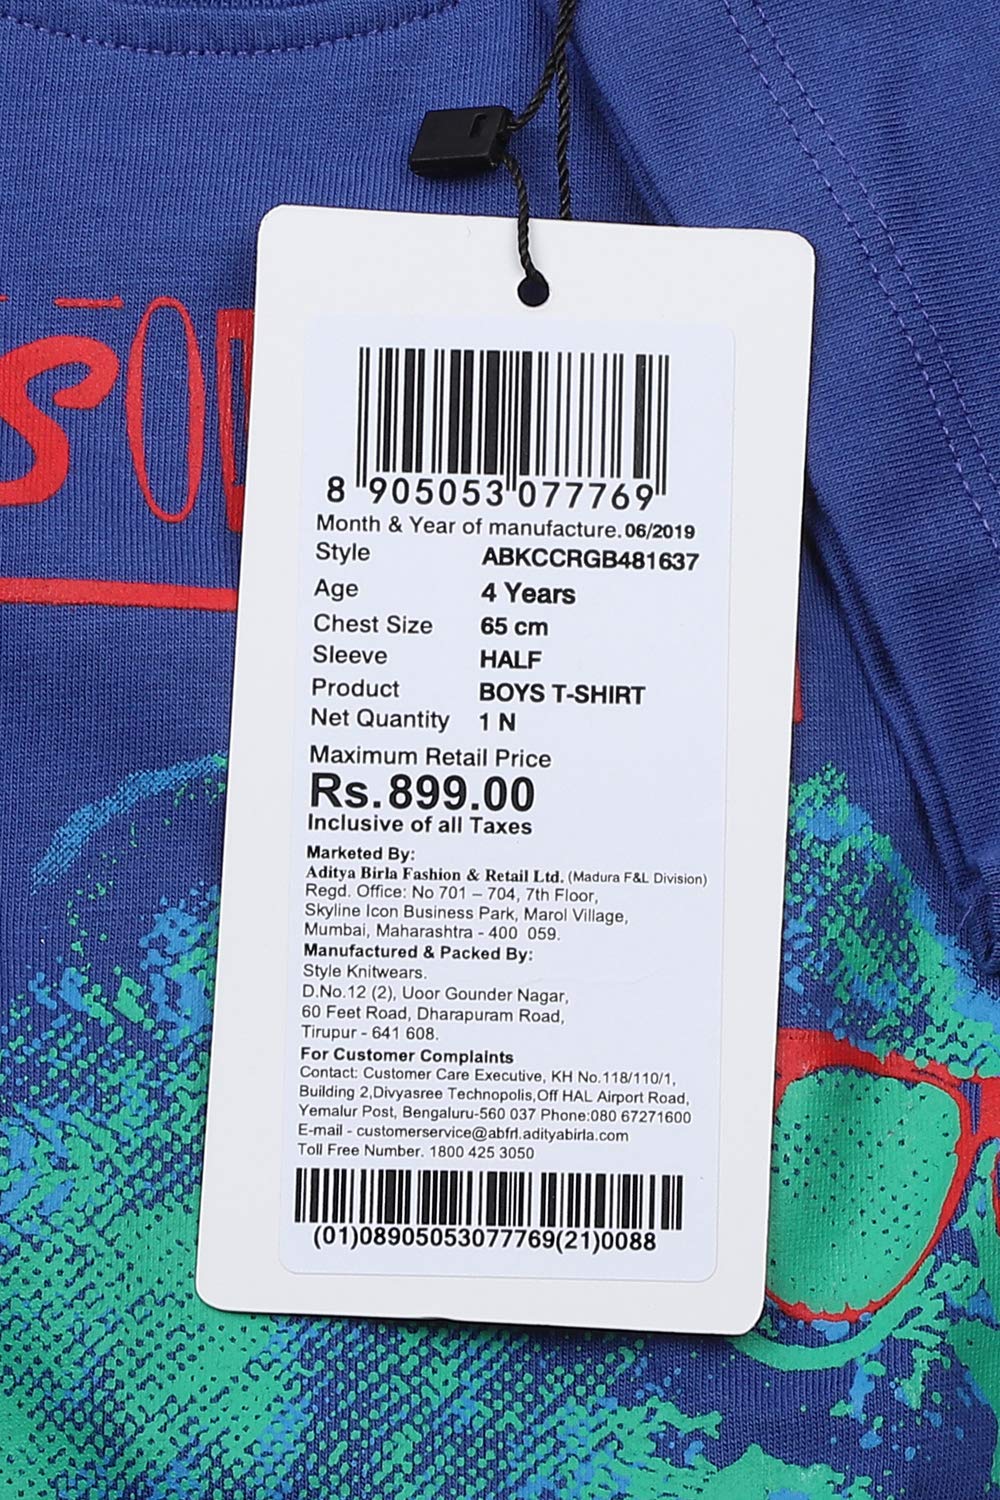 8 905053 077769
Month & Year of manufacture. 06/2019
Style ABKCCRGB481637
Age 4 Years
Chest Size 65 cm
Sleeve HALF
Product BOYS T-SHIRT
Net Quantity 1 N
Maximum Retail Price
Rs.899.00
Inclusive of all Taxes
Marketed By:
Aditya Birla Fashion & Retail Ltd. (Madura F&L Division)
Regd. Office: No 701 – 704, 7th Floor,
Skyline Icon Business Park, Marol Village,
Mumbai, Maharashtra - 400 059.
Manufactured & Packed By:
Style Knitwears.
D.No.12 (2), Uoor Gounder Nagar,
60 Feet Road, Dharapuram Road,
Tirupur - 641 608.
For Customer Complaints
Contact: Customer Care Executive, KH No.118/110/1,
Building 2,Divyasree Technopolis,Off HAL Airport Road,
Yemalur Post, Bengaluru-560 037 Phone:080 67271600
E-mail - customerservice@abfrl.adityabirla.com
Toll Free Number. 1800 425 3050
(01)08905053077769(21)0088